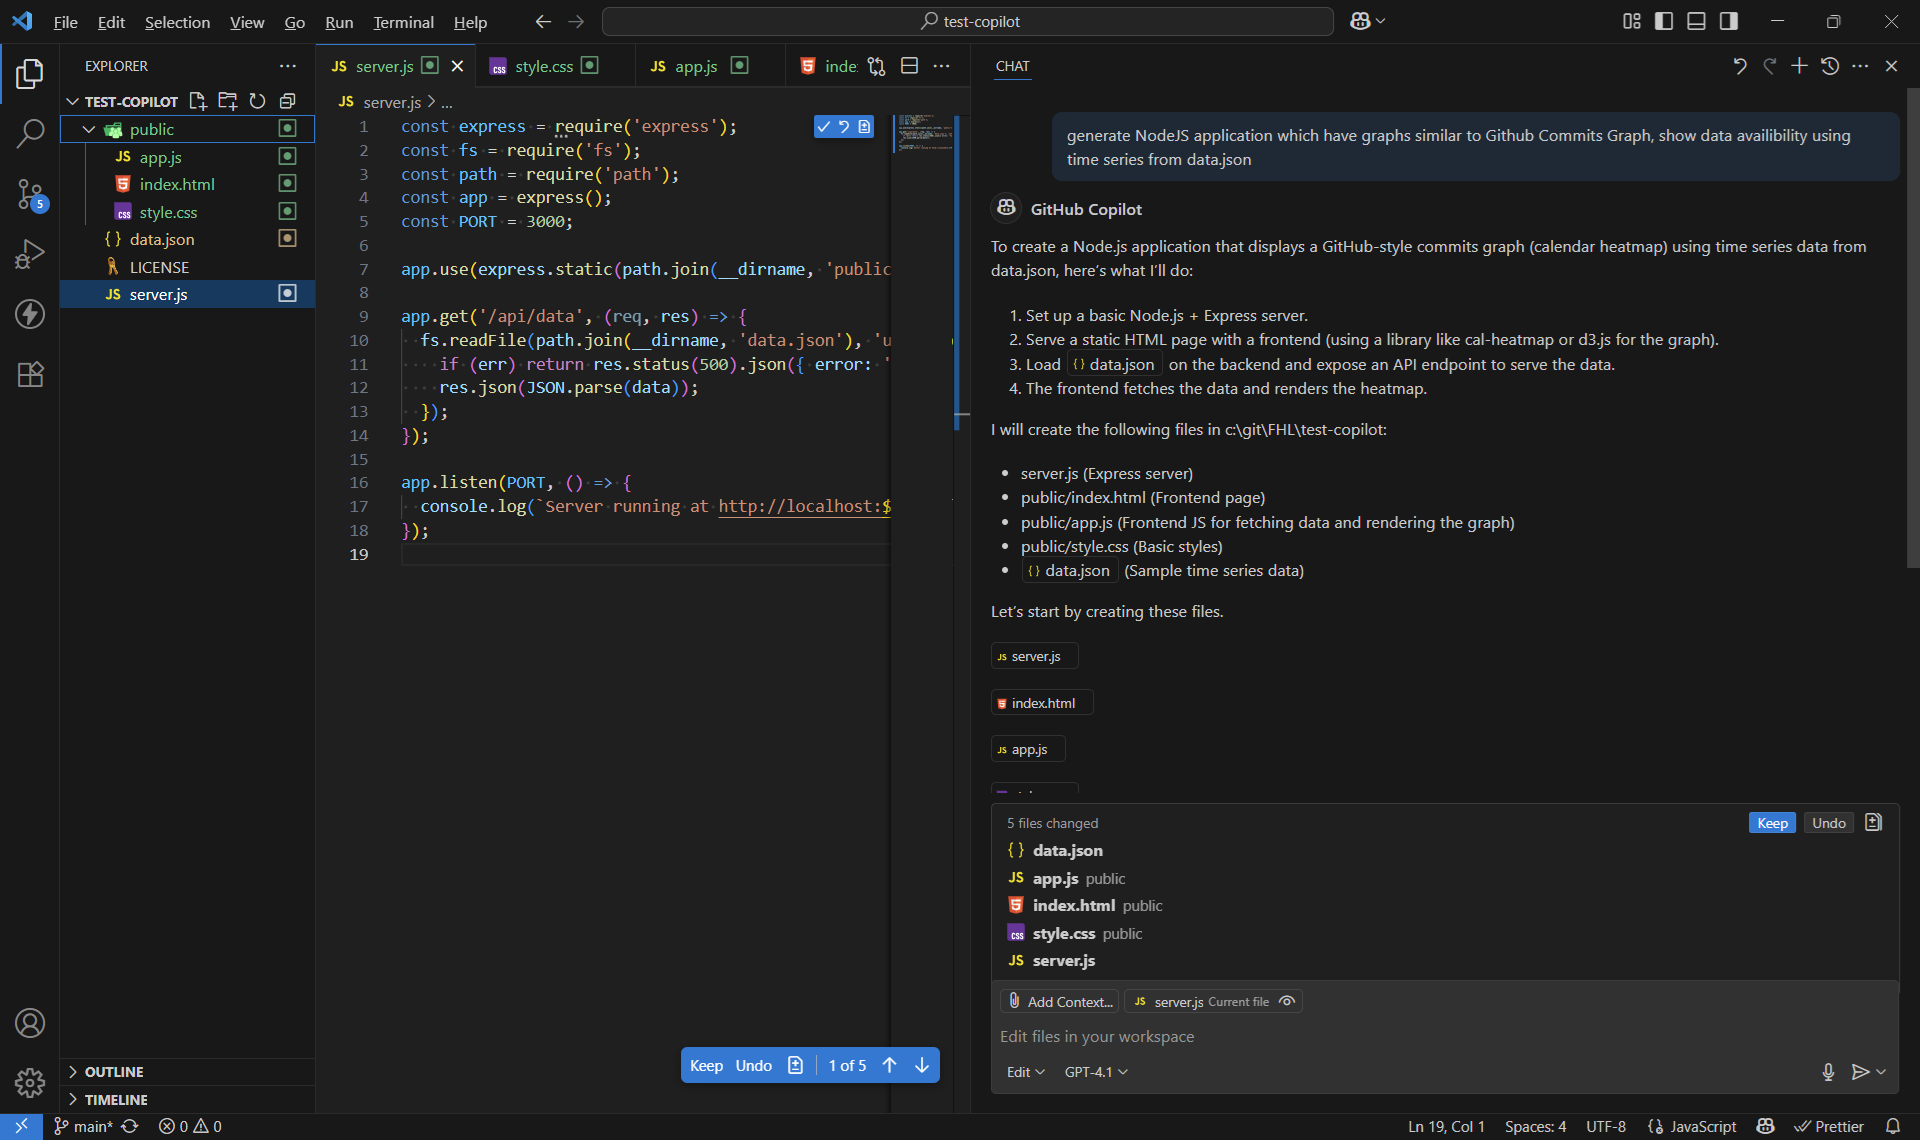 File Edit Selection View Go Run Terminal Help
test-copilot
EXPLORER
TEST-COPILOT
public
JS app.js
index.html
css style.css
{} data.json
LICENSE
JS server.js
5
OUTLINE
TIMELINE
JS server.js
css style.css
JS app.js
inde
JS server.js > ...
1 const express = require('express');
2 const fs = require('fs');
3 const path = require('path');
4 const app = express();
5 const PORT = 3000;
6
7 app.use(express.static(path.join(__dirname, 'public
8
9 app.get('/api/data', (req, res) => {
10 fs.readFile(path.join(__dirname, 'data.json'), 'u
11 if (err) return res.status(500).json({ error: '
12 res.json(JSON.parse(data));
13 });
14 });
15
16 app.listen(PORT, () => {
17 console.log(`Server running at http://localhost:$
18 });
19
Keep Undo 1 of 5
CHAT
generate NodeJS application which have graphs similar to Github Commits Graph, show data availibility using
time series from data.json
GitHub Copilot
To create a Node.js application that displays a GitHub-style commits graph (calendar heatmap) using time series data from
data.json, here's what I'll do:
1. Set up a basic Node.js + Express server.
2. Serve a static HTML page with a frontend (using a library like cal-heatmap or d3.js for the graph).
3. Load {} data.json on the backend and expose an API endpoint to serve the data.
4. The frontend fetches the data and renders the heatmap.
I will create the following files in c:\git\FHL\test-copilot:
• server.js (Express server)
• public/index.html (Frontend page)
• public/app.js (Frontend JS for fetching data and rendering the graph)
• public/style.css (Basic styles)
• {} data.json (Sample time series data)
Let's start by creating these files.
JS server.js
index.html
JS app.js
5 files changed
Keep Undo
{} data.json
JS app.js public
index.html public
css style.css public
JS server.js
Add Context...
JS server.js Current file
Edit files in your workspace
Edit GPT-4.1
main* 0 0
Ln 19, Col 1 Spaces: 4 UTF-8 {} JavaScript Prettier